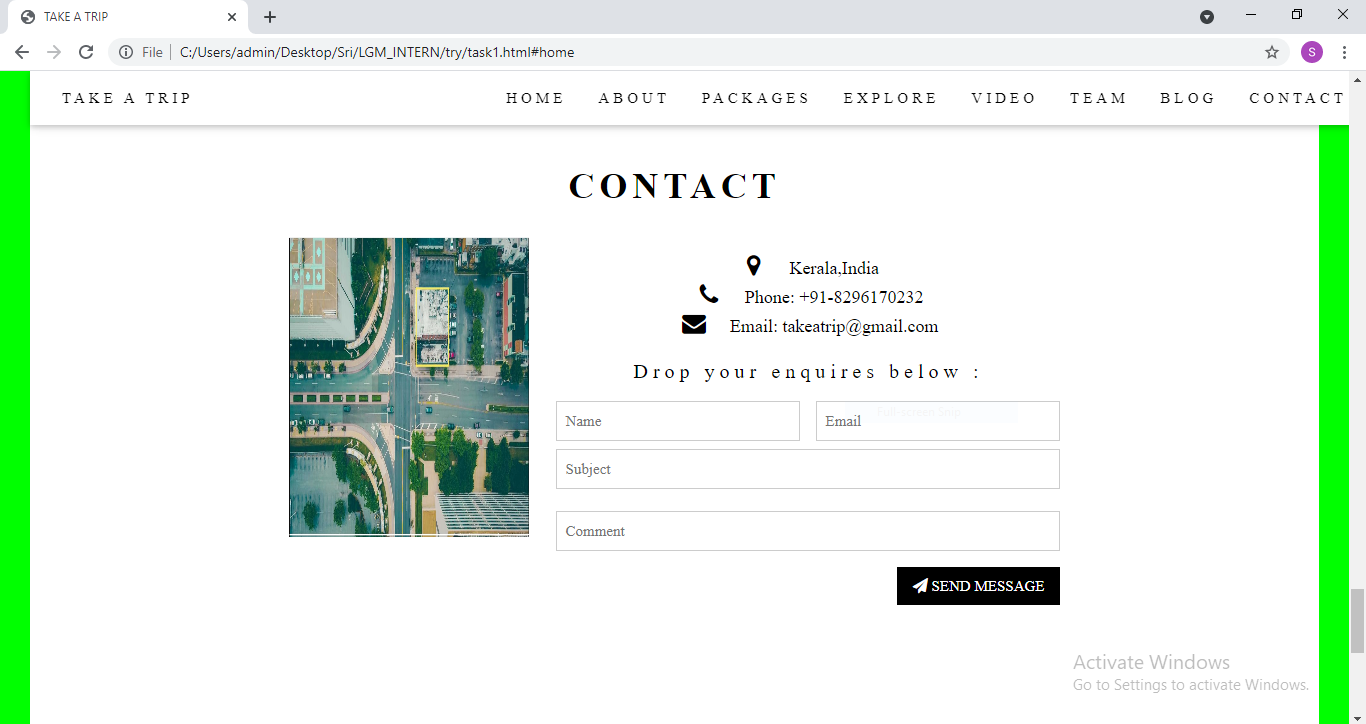 TAKE A TRIP
File C:/Users/admin/Desktop/Sri/LGM_INTERN/try/task1.html#home
S
TAKE A TRIP HOME ABOUT PACKAGES EXPLORE VIDEO TEAM BLOG CONTACT
CONTACT
Kerala,India
Phone: +91-8296170232
Email: takeatrip@gmail.com
Drop your enquires below :
Name Email
Full-screen Snip
Subject
Comment
SEND MESSAGE
Activate Windows
Go to Settings to activate Windows.